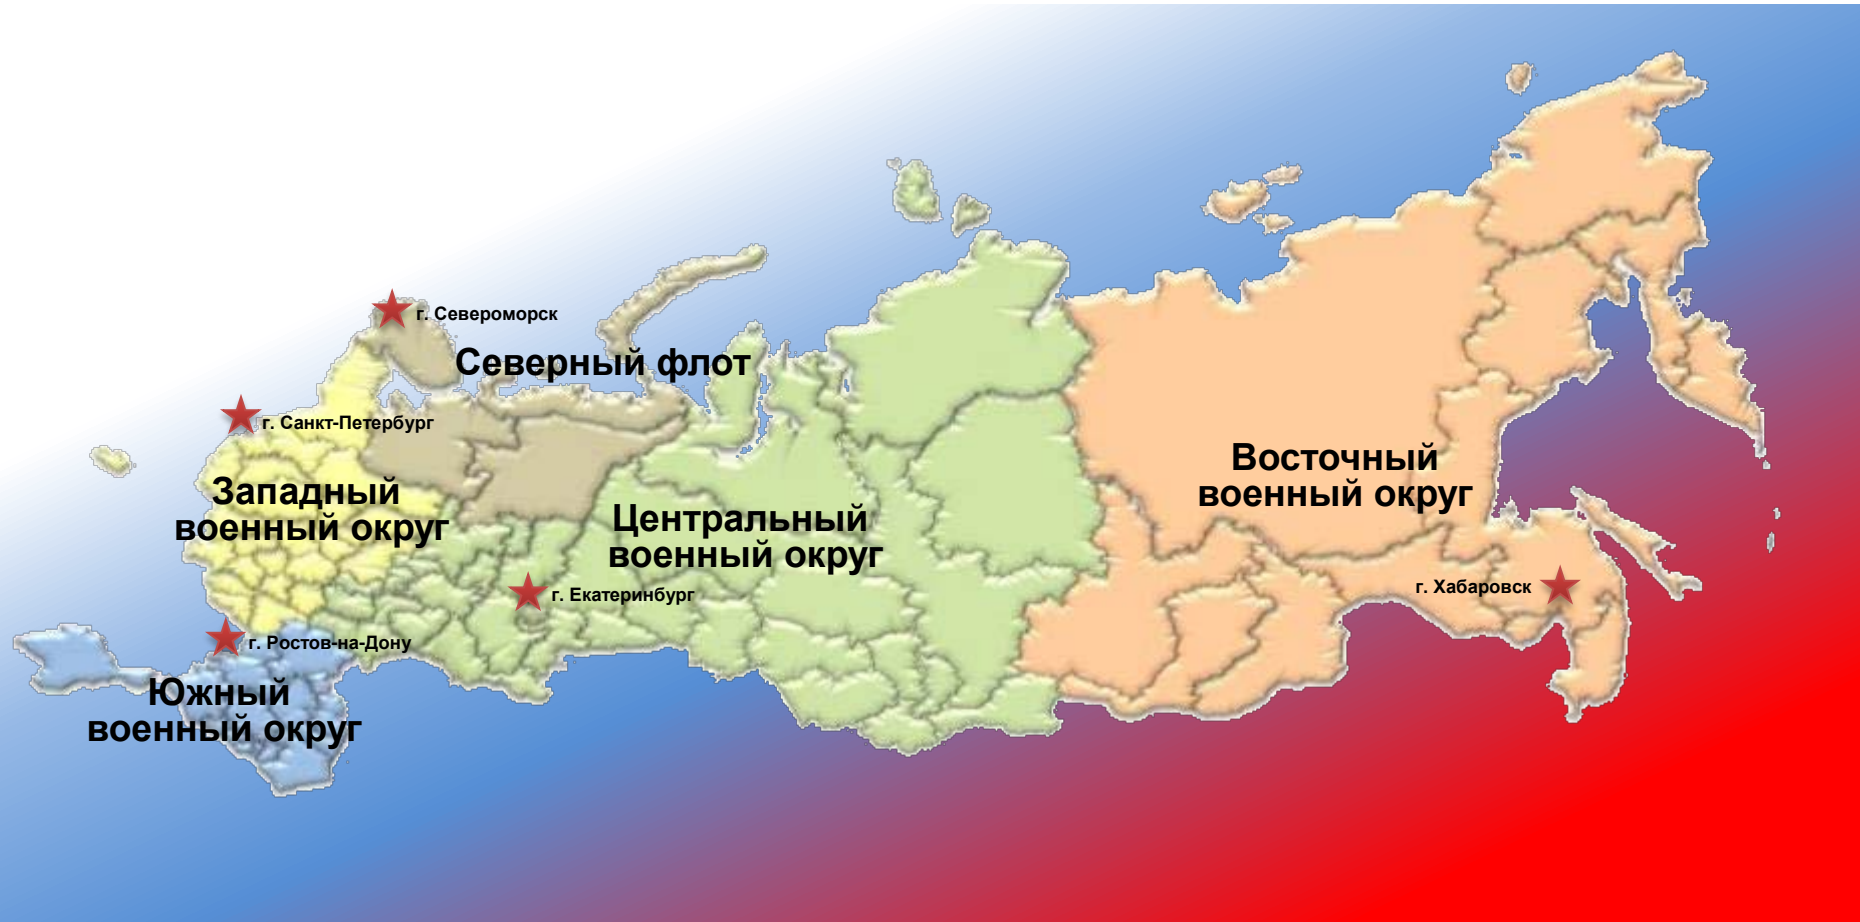 г. Североморск
Северный флот
г. Санкт-Петербург
Западный
военный округ
Восточный
военный округ
Центральный
военный округ
г. Хабаровск
г. Екатеринбург
г. Ростов-на-Дону
Южный
военный округ